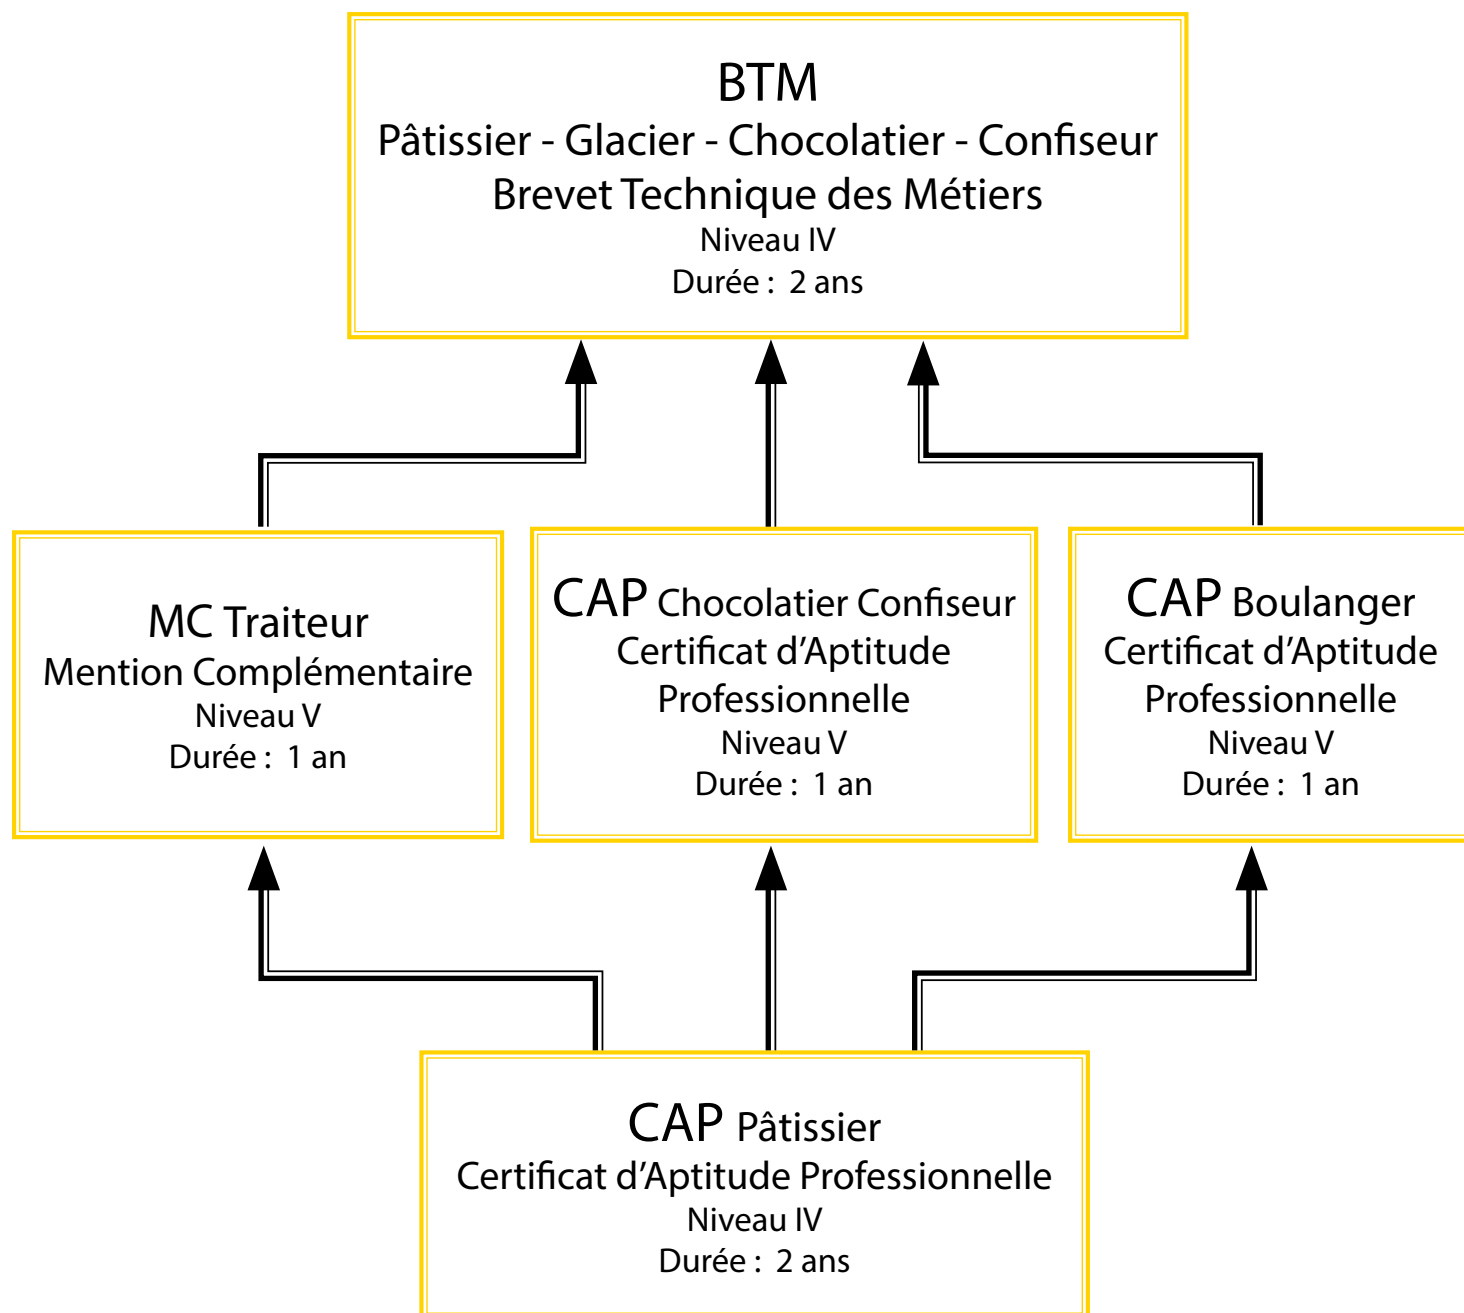 BTM
Pâtissier - Glacier - Chocolatier - Confiseur
Brevet Technique des Métiers
Niveau IV
Durée : 2 ans
MC Traiteur
Mention Complémentaire
Niveau V
Durée : 1 an
CAP Chocolatier Confiseur
Certificat d’Aptitude
Professionnelle
Niveau V
Durée : 1 an
CAP Boulanger
Certificat d’Aptitude
Professionnelle
Niveau V
Durée : 1 an
CAP Pâtissier
Certificat d’Aptitude Professionnelle
Niveau IV
Durée : 2 ans